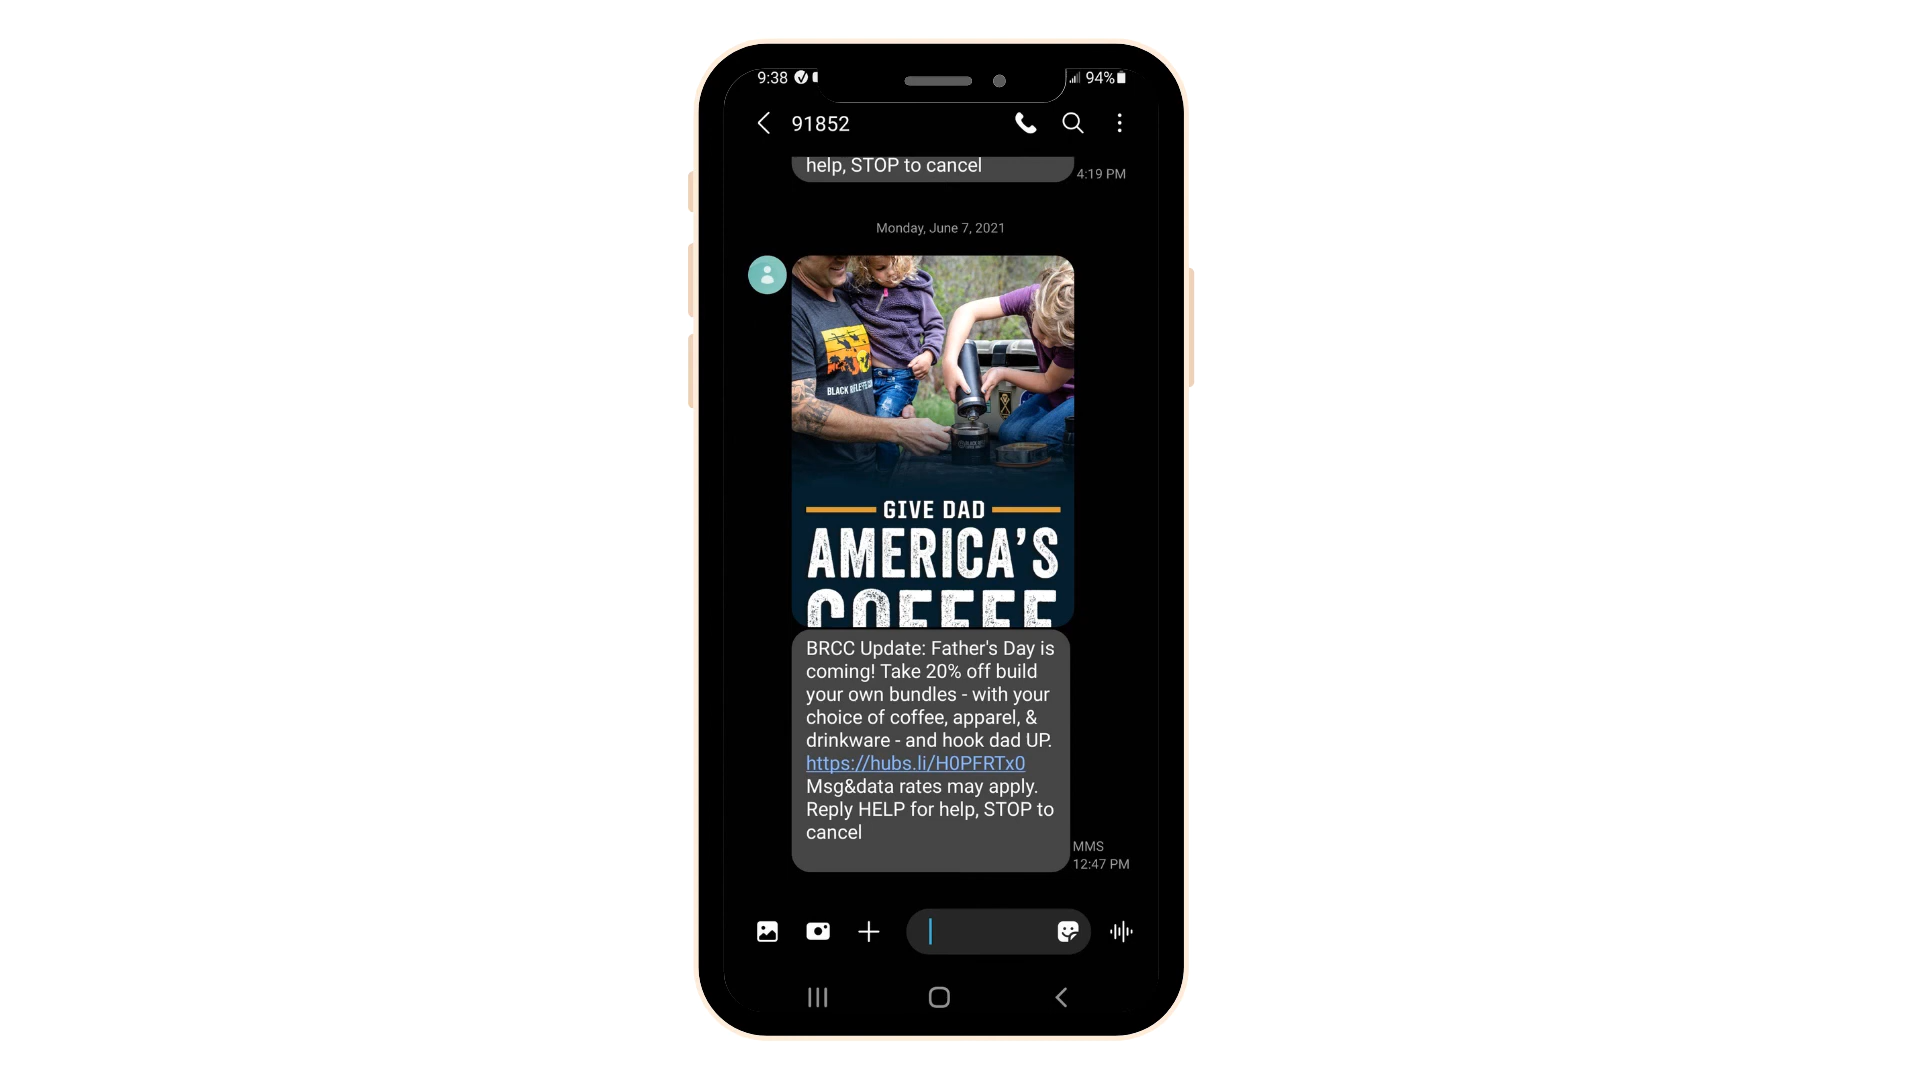 9:38
94%
91852
help, STOP to cancel
4:19 PM
Monday, June 7, 2021
BLACK RIFLE
GIVE DAD
AMERICA'S
COFFEE
BRCC Update: Father's Day is
coming! Take 20% off build
your own bundles - with your
choice of coffee, apparel, &
drinkware - and hook dad UP.
https://hubs.li/H0PFRTx0
Msg&data rates may apply.
Reply HELP for help, STOP to
cancel
MMS
12:47 PM